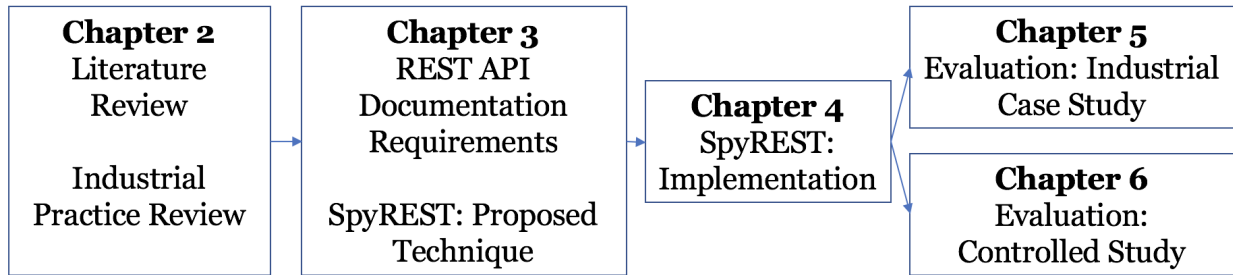 Chapter 2
Literature
Review
Industrial
Practice Review
Chapter 3
REST API
Documentation
Requirements
SpyREST: Proposed
Technique
Chapter 4
SpyREST:
Implementation
Chapter 5
Evaluation: Industrial
Case Study
Chapter 6
Evaluation:
Controlled Study